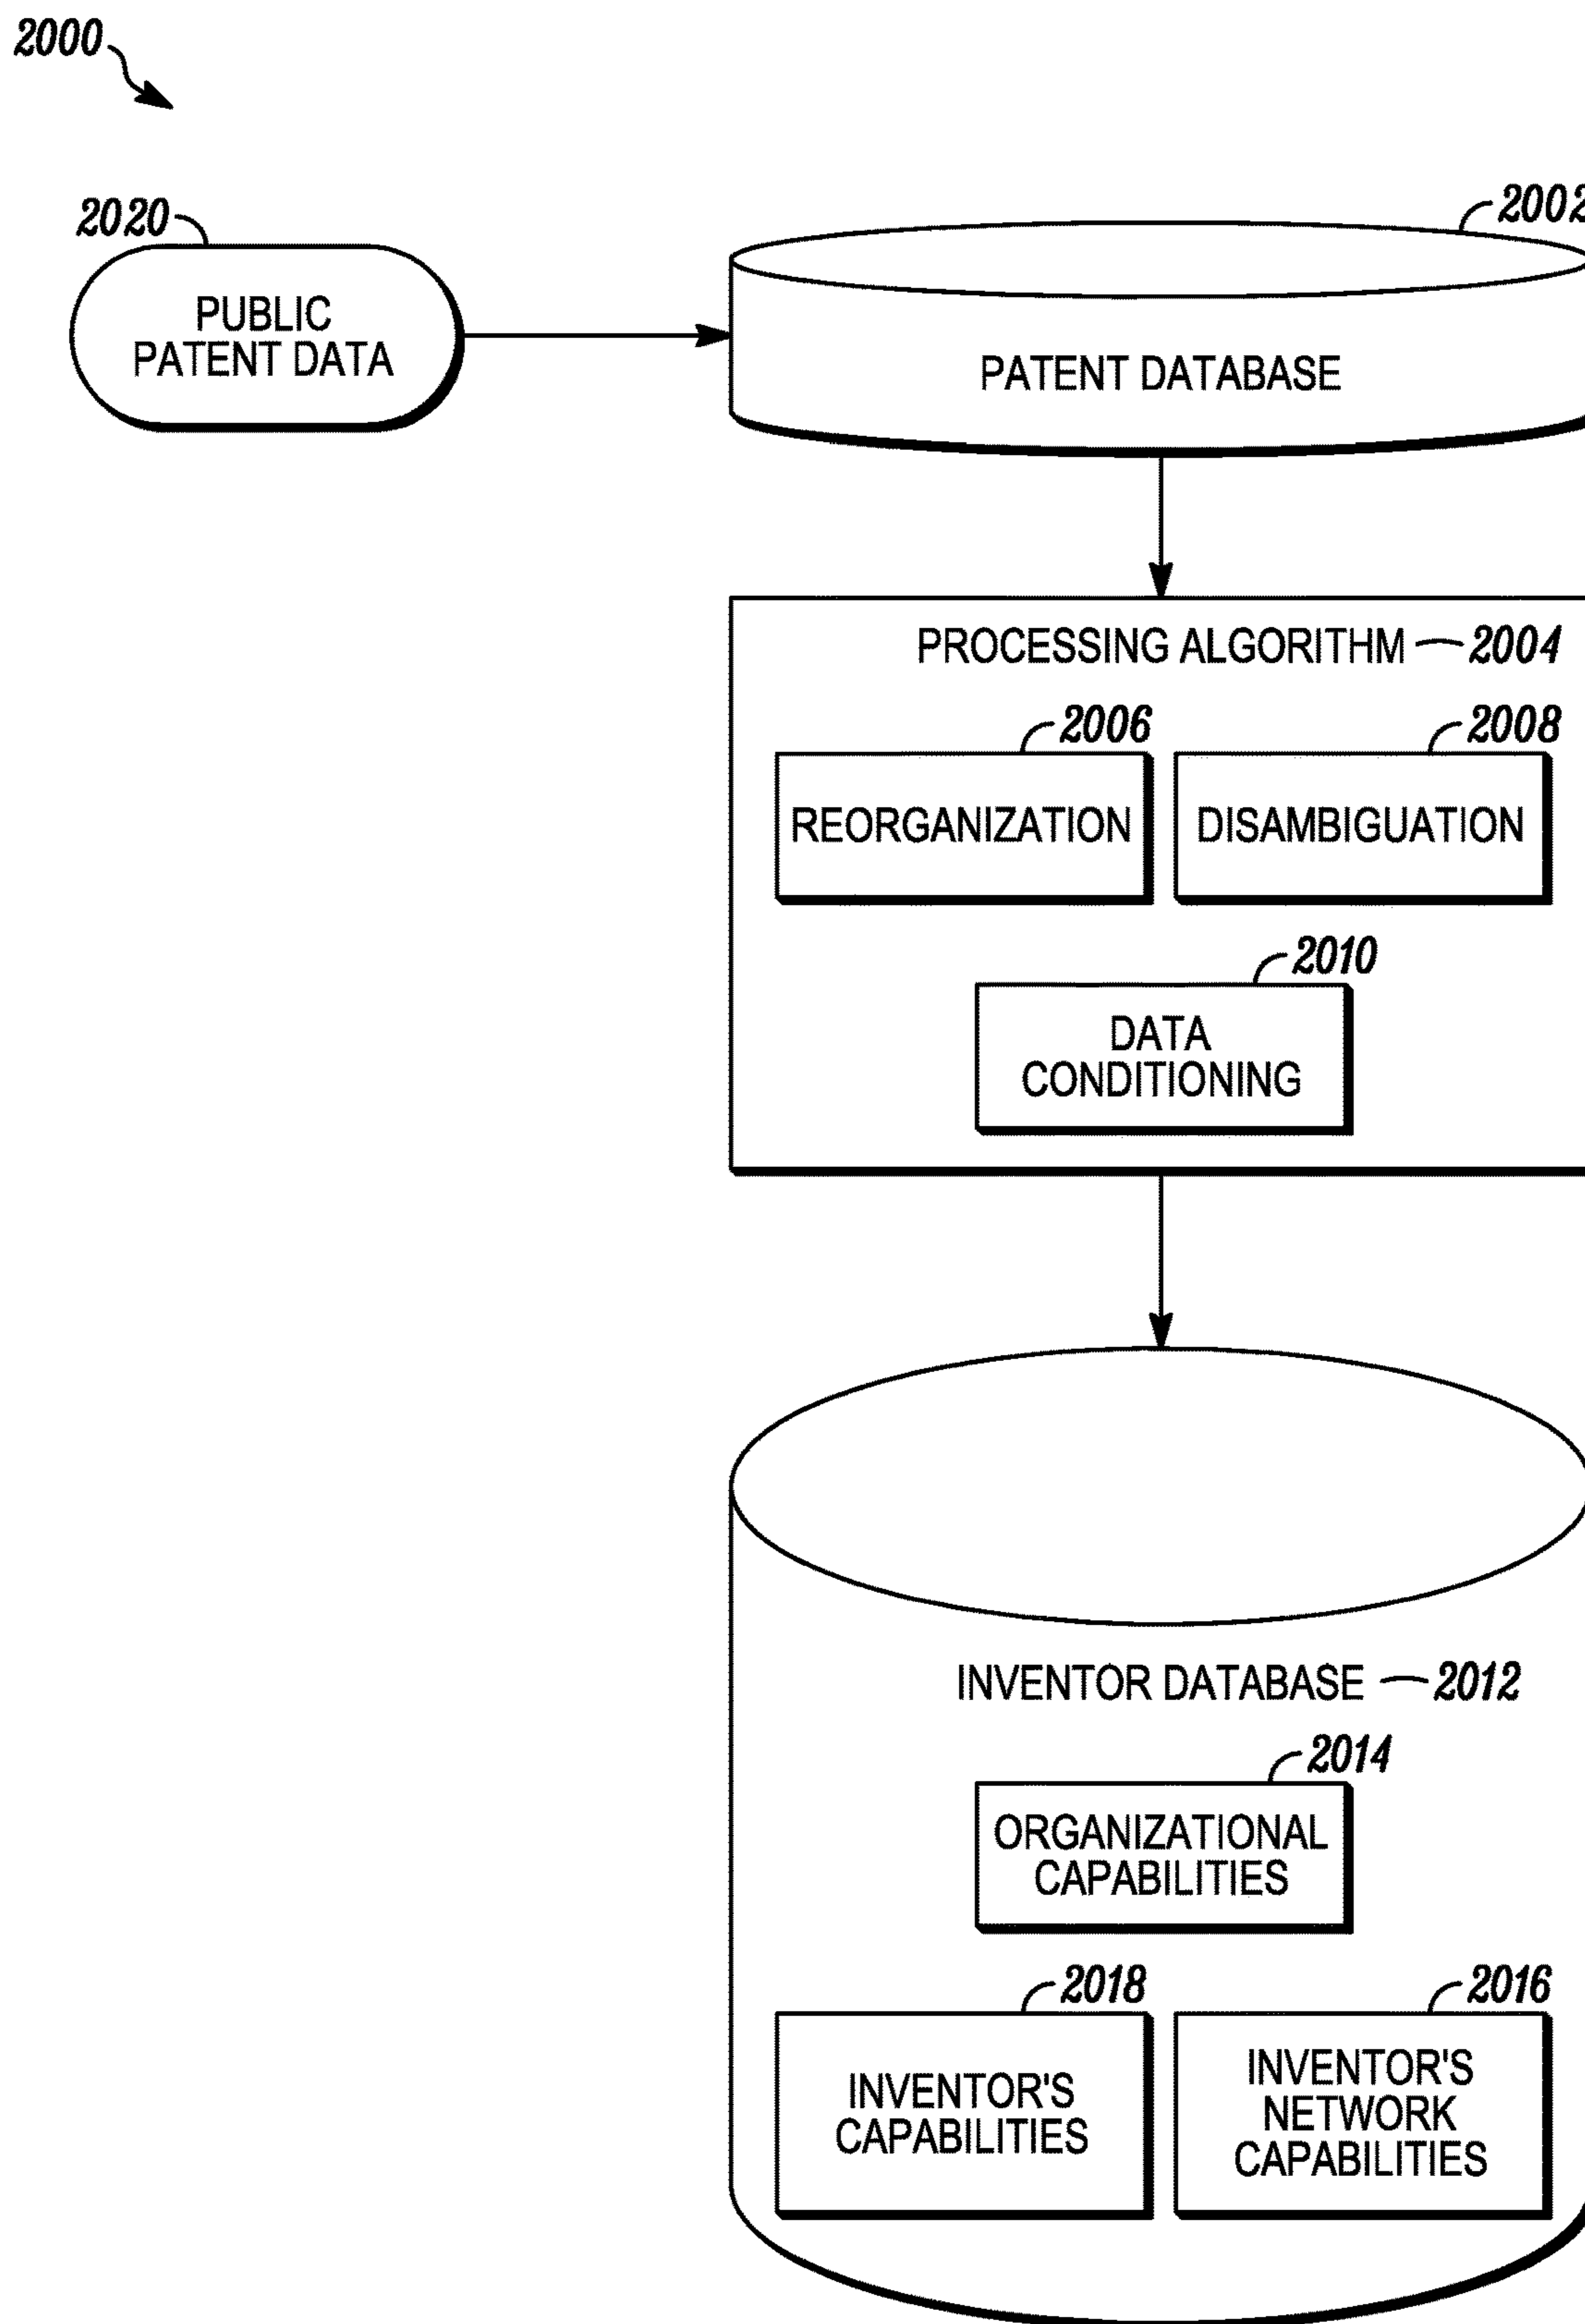 2000
2020
2002
PUBLIC
PATENT DATA
PATENT DATABASE
PROCESSING ALGORITHM 2004
2006
2008
REORGANIZATION
DISAMBIGUATION
2010
DATA
CONDITIONING
INVENTOR DATABASE 2012
2014
ORGANIZATIONAL
CAPABILITIES
2018
2016
INVENTOR'S
CAPABILITIES
INVENTOR'S
NETWORK
CAPABILITIES